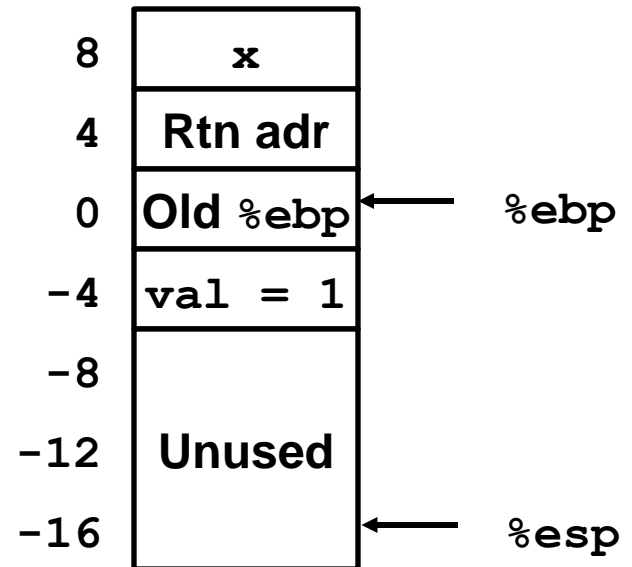 8 x
4 Rtn adr
0 Old %ebp %ebp
-4 val = 1
-8
-12 Unused
-16 %esp